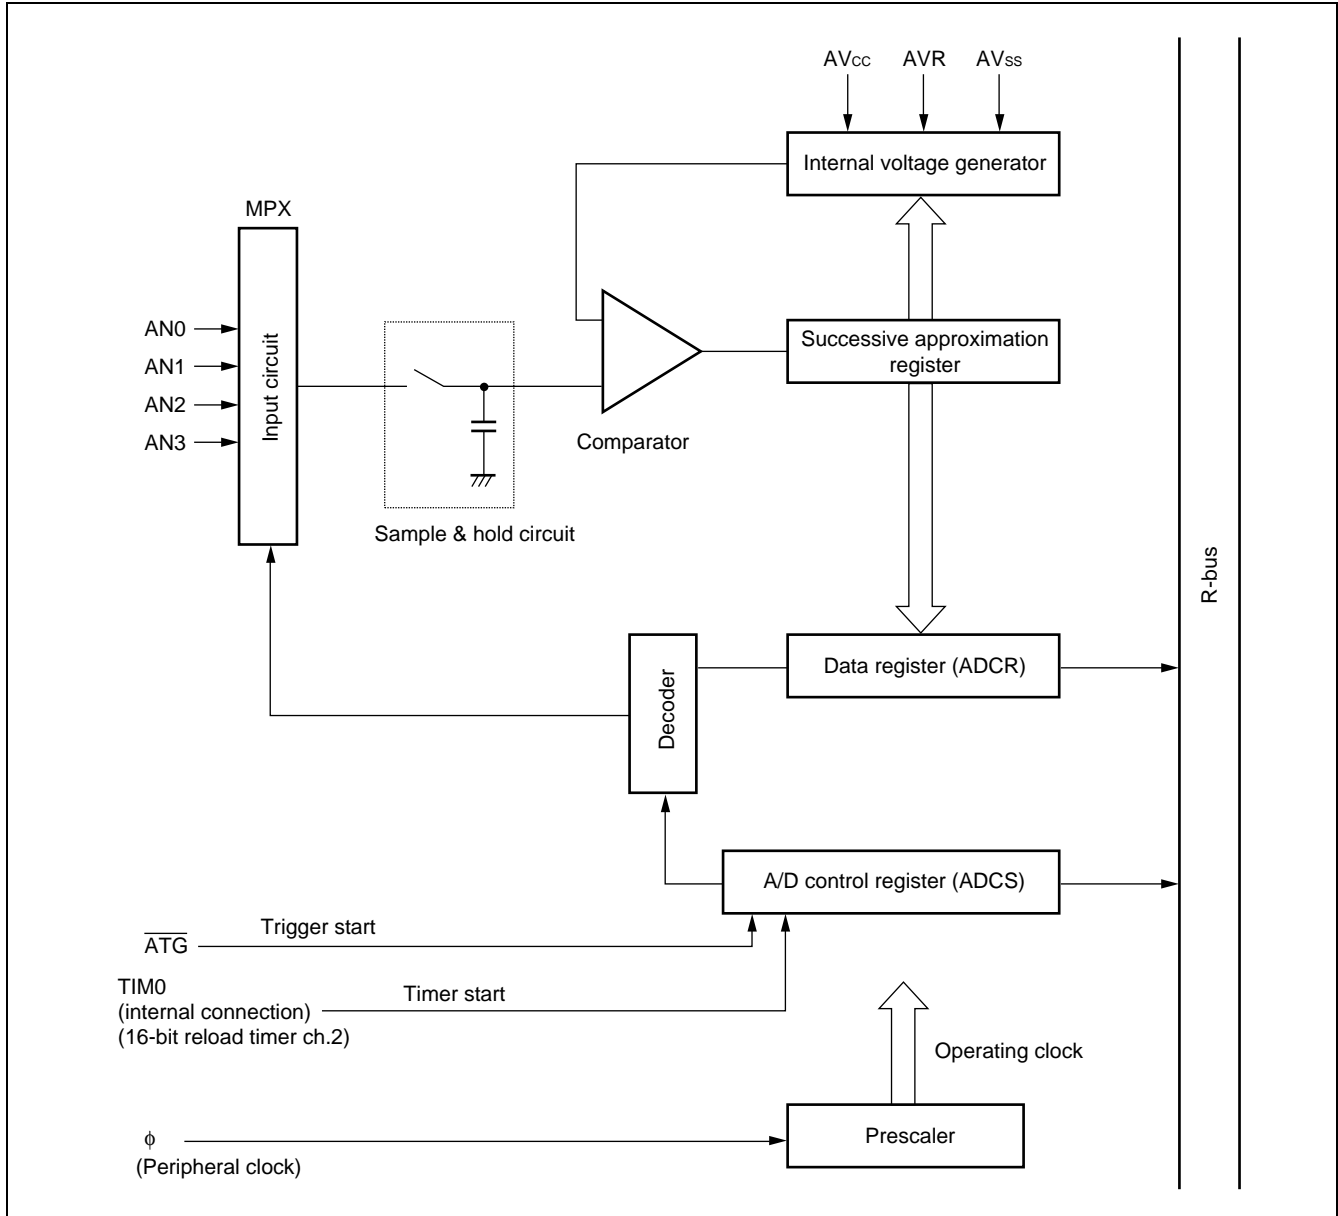 AVCC AVR AVSS
Internal voltage generator
MPX
Input circuit
AN0
AN1
AN2
AN3
Sample & hold circuit
Comparator
Successive approximation
register
R-bus
Decoder
Data register (ADCR)
A/D control register (ADCS)
ATG
Trigger start
TIM0
(internal connection)
(16-bit reload timer ch.2)
Timer start
Operating clock
ϕ
(Peripheral clock)
Prescaler